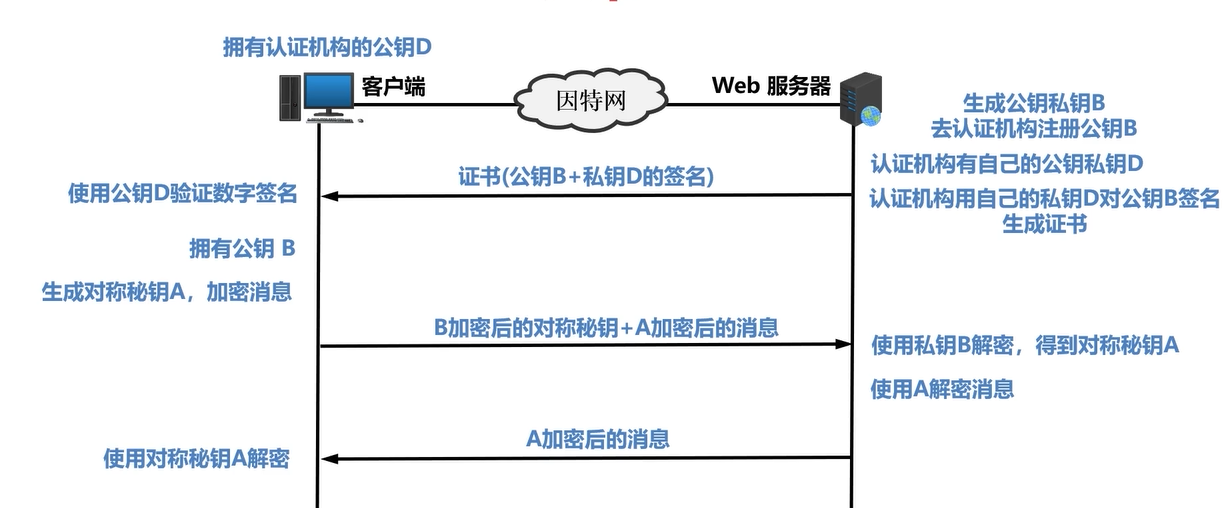 拥有认证机构的公钥D
客户端
因特网
Web 服务器
生成公钥私钥B
去认证机构注册公钥B
认证机构有自己的公钥私钥D
证书(公钥B+私钥D的签名)
使用公钥D验证数字签名
认证机构用自己的私钥D对公钥B签名
生成证书
拥有公钥 B
生成对称秘钥A，加密消息
B加密后的对称秘钥+A加密后的消息
使用私钥B解密，得到对称秘钥A
使用A解密消息
A加密后的消息
使用对称秘钥A解密